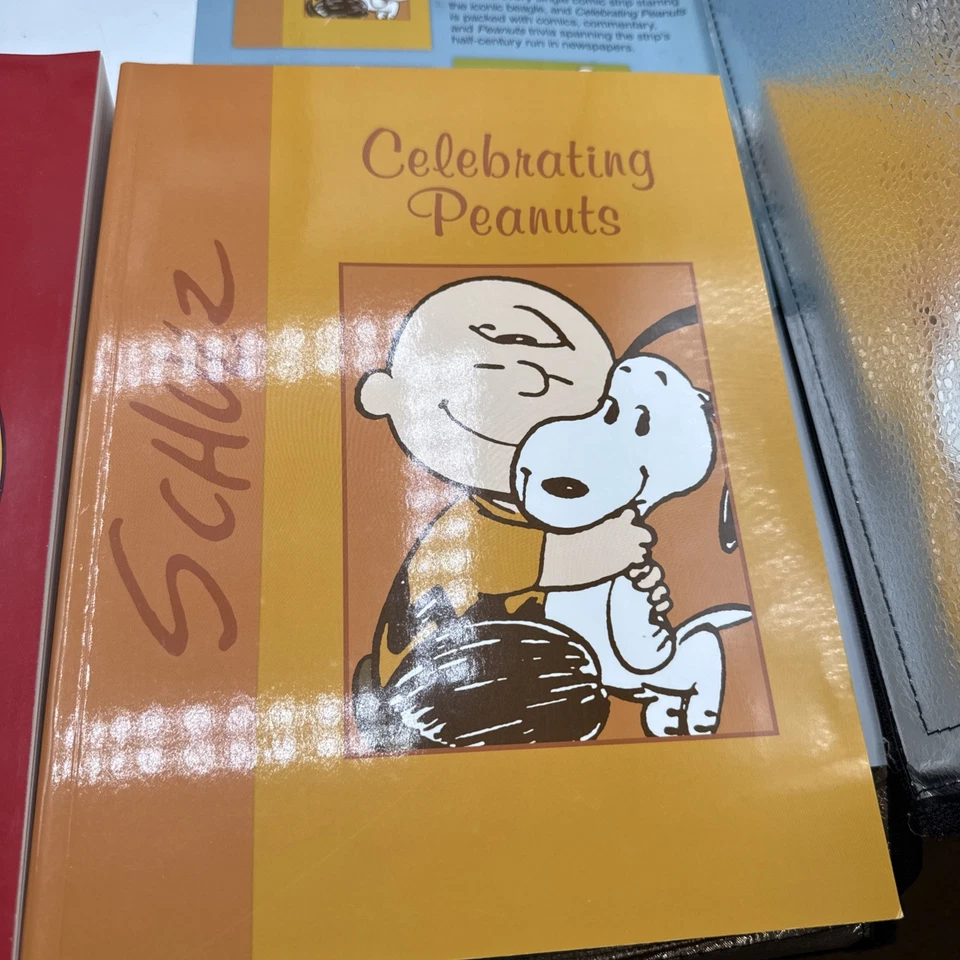 the iconic beagle, and Celebrating Peanuts
is packed with comics, commentary,
and Peanuts trivia spanning the strip's
half-century run in newspapers.
Celebrating
Peanuts
SCHULZ